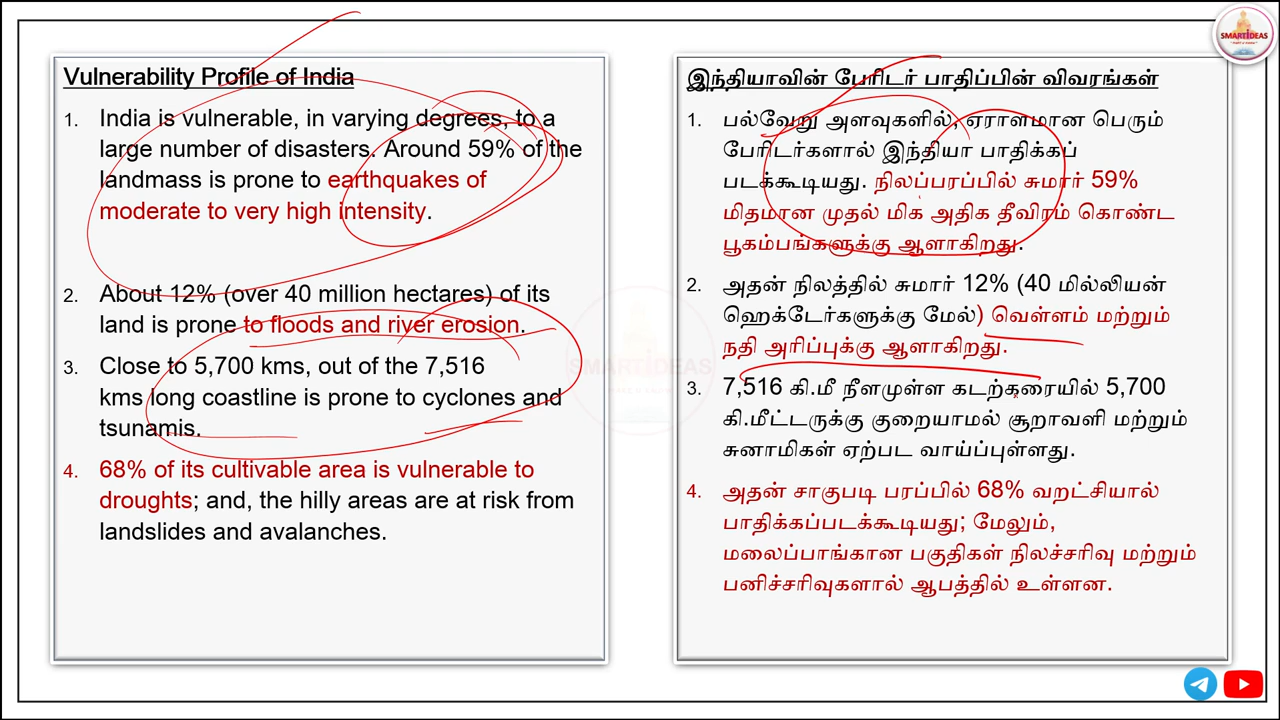 SMARTIDEAS
Vulnerability Profile of India
1. India is vulnerable, in varying degrees, to a
large number of disasters. Around 59% of the
landmass is prone to earthquakes of
moderate to very high intensity.
2. About 12% (over 40 million hectares) of its
land is prone to floods and river erosion.
3. Close to 5,700 kms, out of the 7,516
kms long coastline is prone to cyclones and
tsunamis.
4. 68% of its cultivable area is vulnerable to
droughts; and, the hilly areas are at risk from
landslides and avalanches.
இந்தியாவின் பேரிடர் பாதிப்பின் விவரங்கள்
1. பல்வேறு அளவுகளில், ஏராளமான பெரும்
பேரிடர்களால் இந்தியா பாதிக்கப்
படக்கூடியது. நிலப்பரப்பில் சுமார் 59%
மிதமான முதல் மிக அதிக தீவிரம் கொண்ட
பூகம்பங்களுக்கு ஆளாகிறது.
2. அதன் நிலத்தில் சுமார் 12% (40 மில்லியன்
ஹெக்டேர்களுக்கு மேல்) வெள்ளம் மற்றும்
நதி அரிப்புக்கு ஆளாகிறது.
3. 7,516 கி.மீ நீளமுள்ள கடற்கரையில் 5,700
கி.மீட்டருக்கு குறையாமல் சூறாவளி மற்றும்
சுனாமிகள் ஏற்பட வாய்ப்புள்ளது.
4. அதன் சாகுபடி பரப்பில் 68% வறட்சியால்
பாதிக்கப்படக்கூடியது; மேலும்,
மலைப்பாங்கான பகுதிகள் நிலச்சரிவு மற்றும்
பனிச்சரிவுகளால் ஆபத்தில் உள்ளன.
SMARTIDEAS